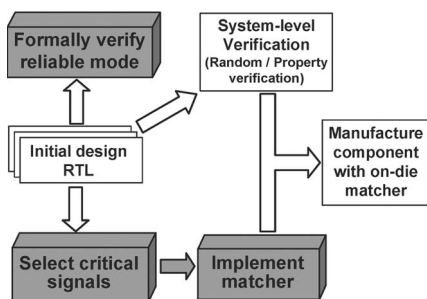 Formally verify
reliable mode
System-level
Verification
(Random / Property
verification)
Initial design
RTL
Manufacture
component
with on-die
matcher
Select critical
signals
Implement
matcher